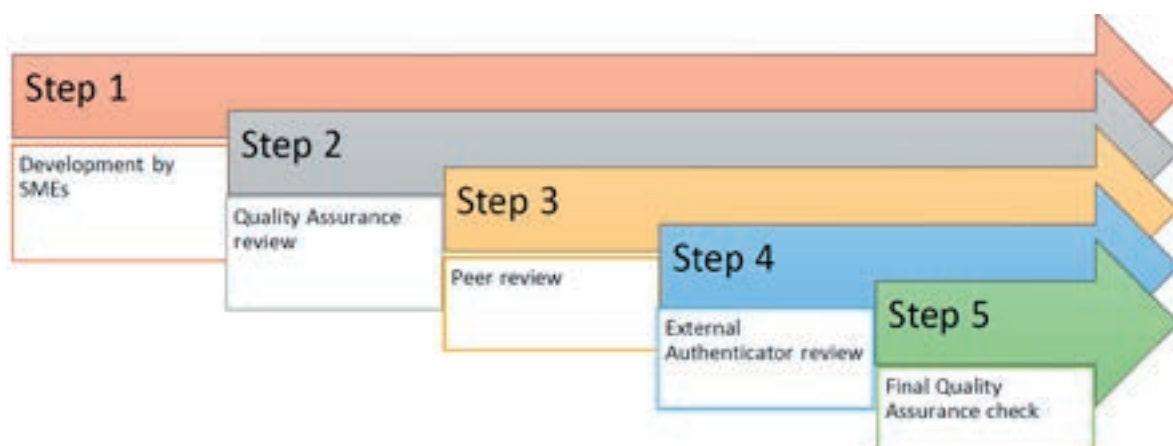 Step 1
Development by
SMEs
Step 2
Quality Assurance
review
Step 3
Peer review
Step 4
External
Authenticator review
Step 5
Final Quality
Assurance check